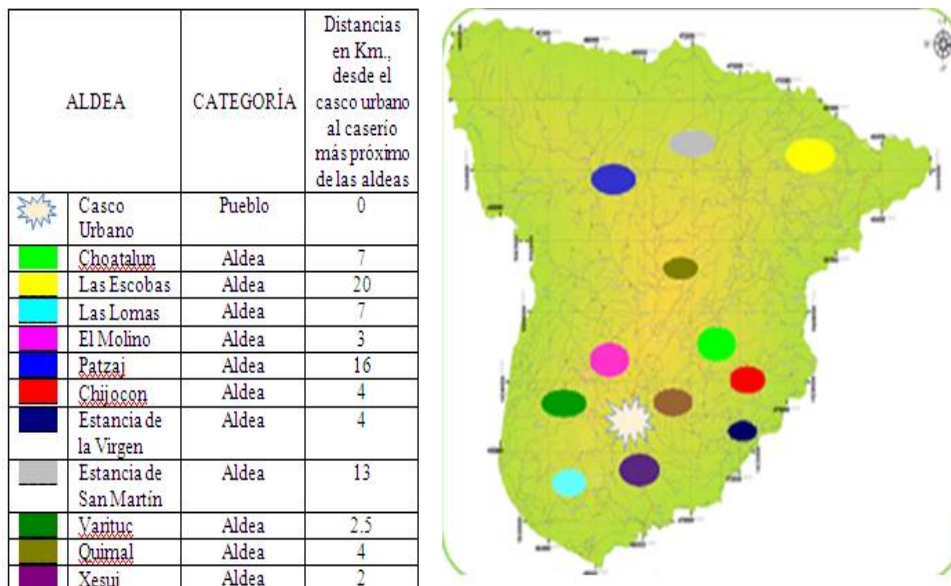 ALDEA
CATEGORÍA
Distancias
en Km.,
desde el
casco urbano
al caserío
más próximo
de las aldeas
Casco
Urbano
Pueblo
0
Choatalun
Aldea
7
Las Escobas
Aldea
20
Las Lomas
Aldea
7
El Molino
Aldea
3
Patzaj
Aldea
16
Chijocon
Aldea
4
Estancia de
la Virgen
Aldea
4
Estancia de
San Martín
Aldea
13
Varituc
Aldea
2.5
Quimal
Aldea
4
Xesuj
Aldea
2